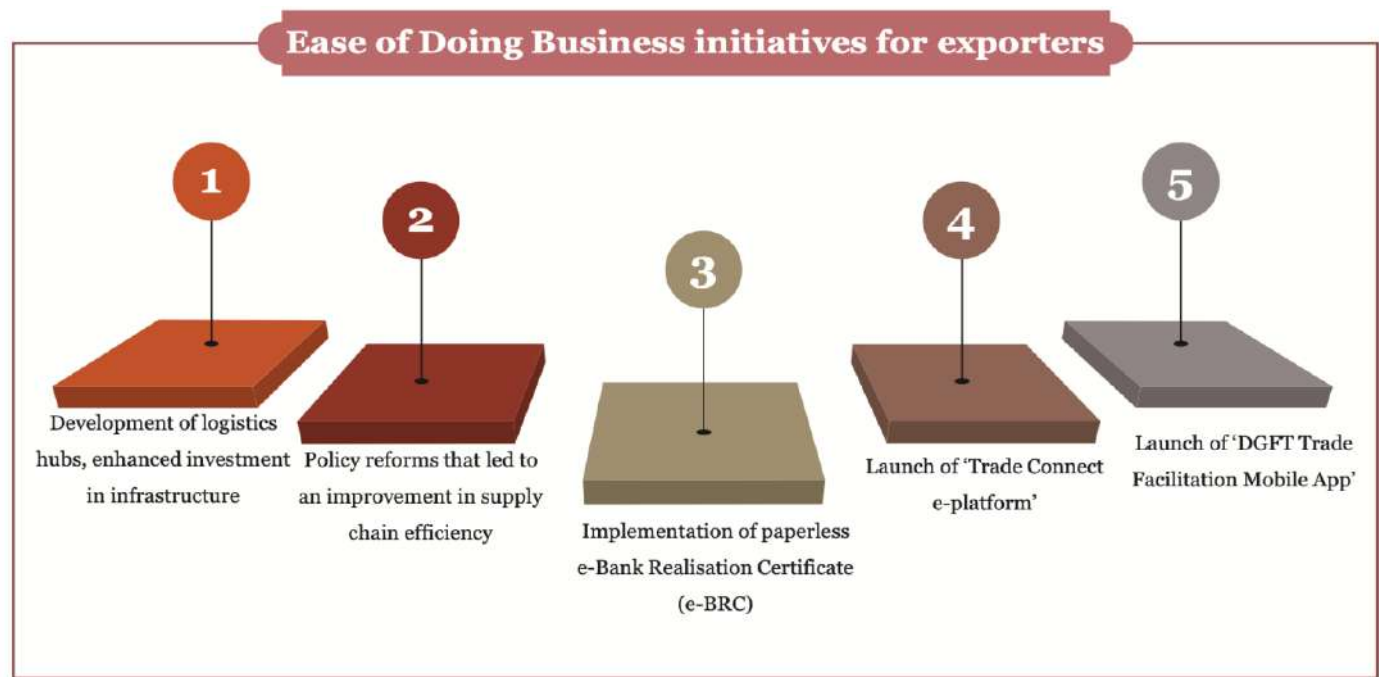 Ease of Doing Business initiatives for exporters
1
Development of logistics
hubs, enhanced investment
in infrastructure
2
Policy reforms that led to
an improvement in supply
chain efficiency
3
Implementation of paperless
e-Bank Realisation Certificate
(e-BRC)
4
Launch of ‘Trade Connect
e-platform’
5
Launch of ‘DGFT Trade
Facilitation Mobile App’